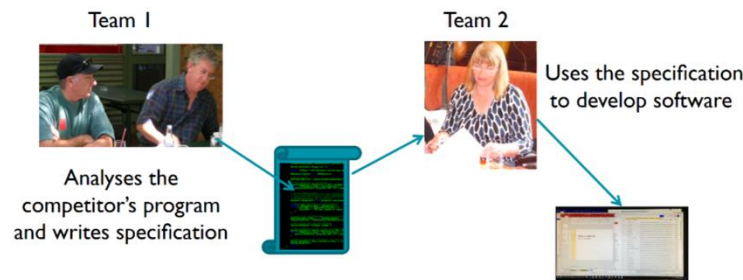 Team 1
Team 2
Uses the specification
to develop software
Analyses the
competitor's program
and writes specification